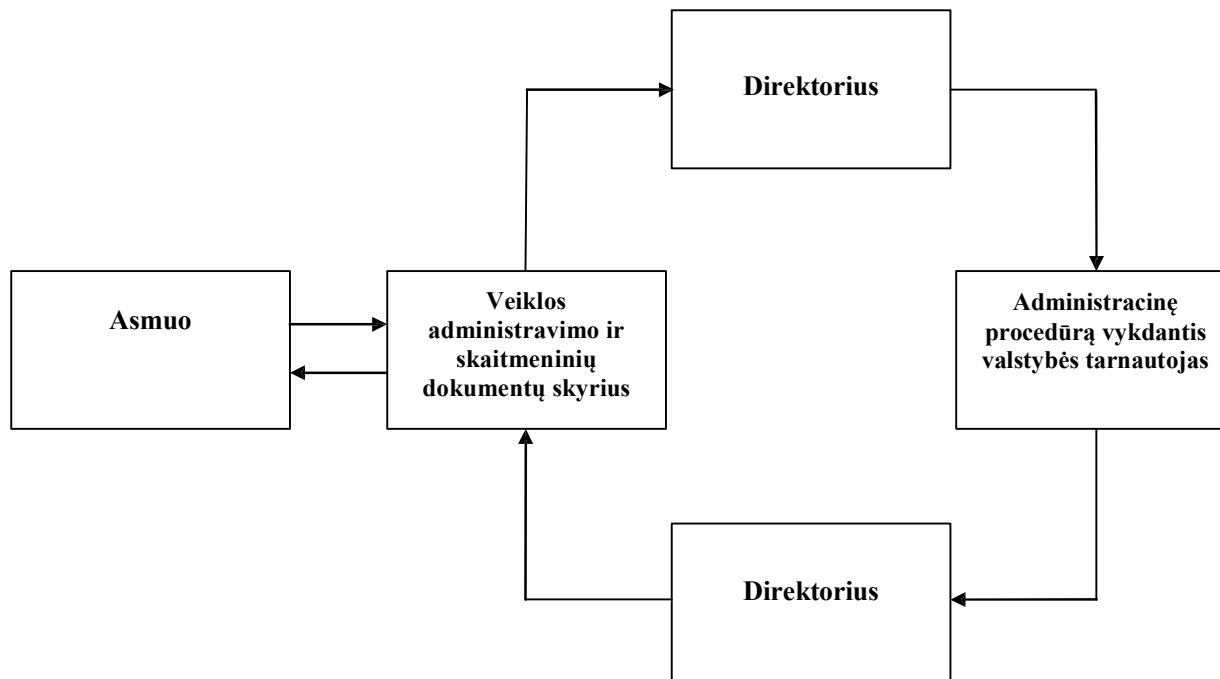 Direktorius
Asmuo
Veiklos
administravimo ir
skaitmeninių
dokumentų skyrius
Administracinę
procedūrą vykdantis
valstybės tarnautojas
Direktorius